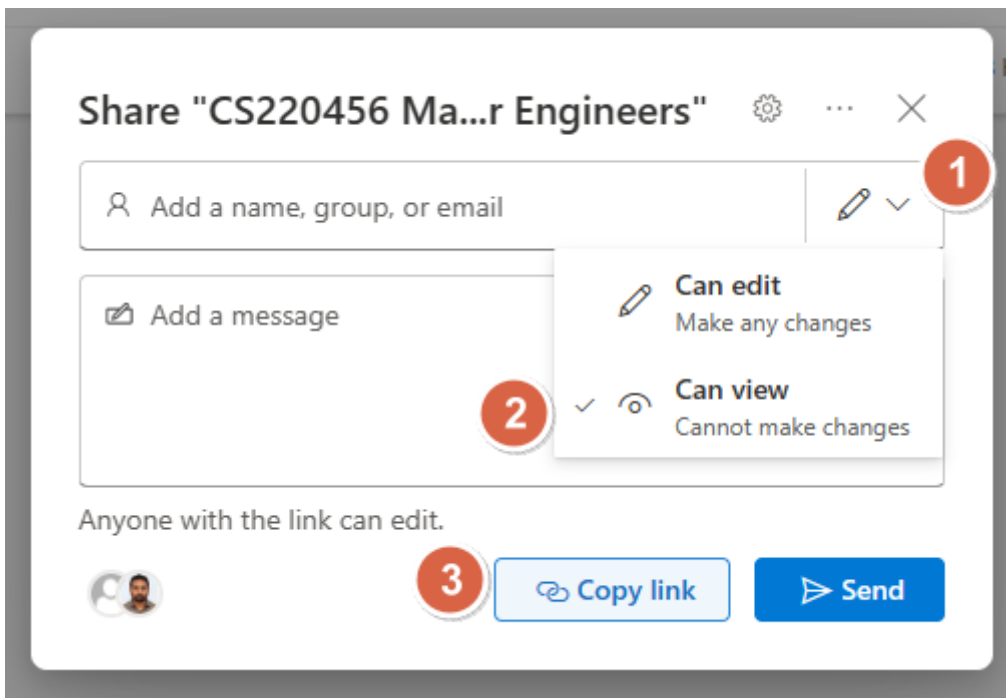 Share "CS220456 Ma...r Engineers"
1
Add a name, group, or email
Can edit
Make any changes
Add a message
2
Can view
Cannot make changes
Anyone with the link can edit.
3
Copy link
Send